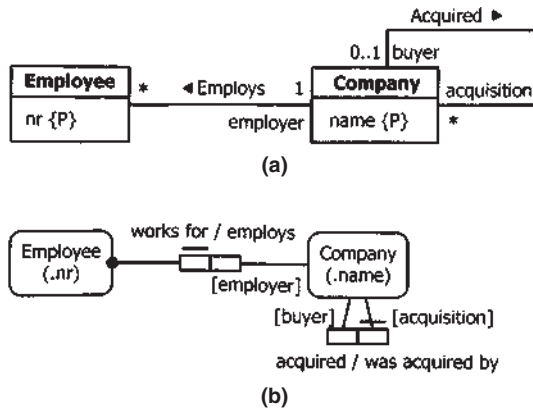 Acquired ►
0..1 buyer
Employee * ◄ Employs 1 Company acquisition
nr {P} employer name {P} *
(a)
works for / employs
Employee
(.nr)
Company
(.name)
[employer]
[buyer] [acquisition]
acquired / was acquired by
(b)